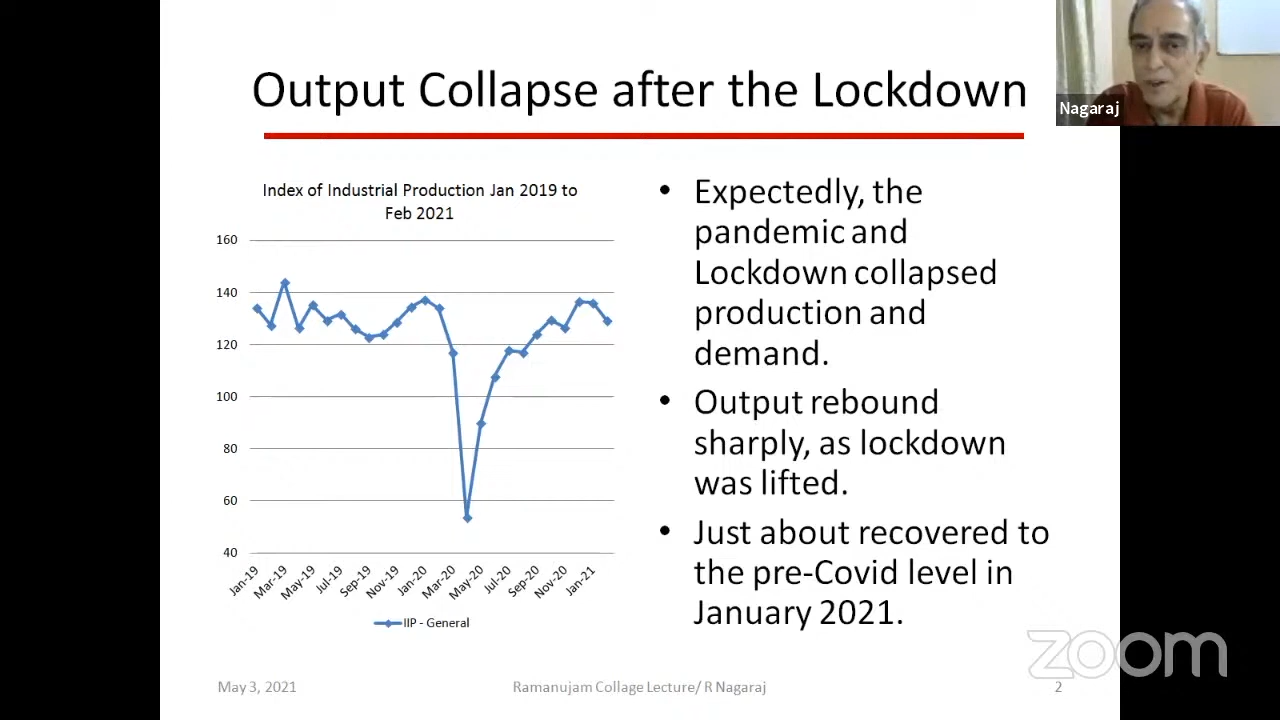 Output Collapse after the Lockdown
Nagaraj
Index of Industrial Production Jan 2019 to
Feb 2021
160
140
120
100
80
60
40
Jan-19
Mar-19
May-19
Jul-19
Sep-19
Nov-19
Jan-20
Mar-20
May-20
Jul-20
Sep-20
Nov-20
Jan-21
IIP - General
• Expectedly, the
pandemic and
Lockdown collapsed
production and
demand.
• Output rebound
sharply, as lockdown
was lifted.
• Just about recovered to
the pre-Covid level in
January 2021.
zoom
May 3, 2021
Ramanujam Collage Lecture/ R Nagaraj
2